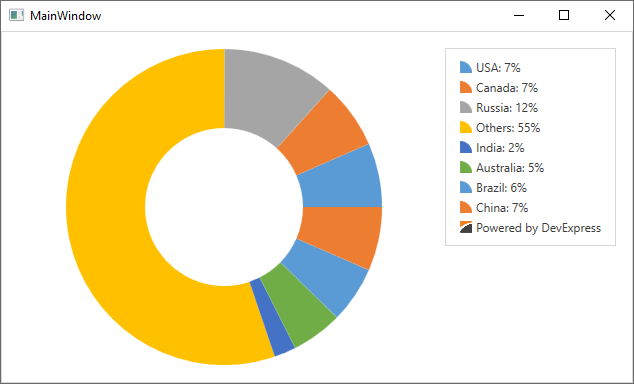 MainWindow
USA: 7%
Canada: 7%
Russia: 12%
Others: 55%
India: 2%
Australia: 5%
Brazil: 6%
China: 7%
Powered by DevExpress